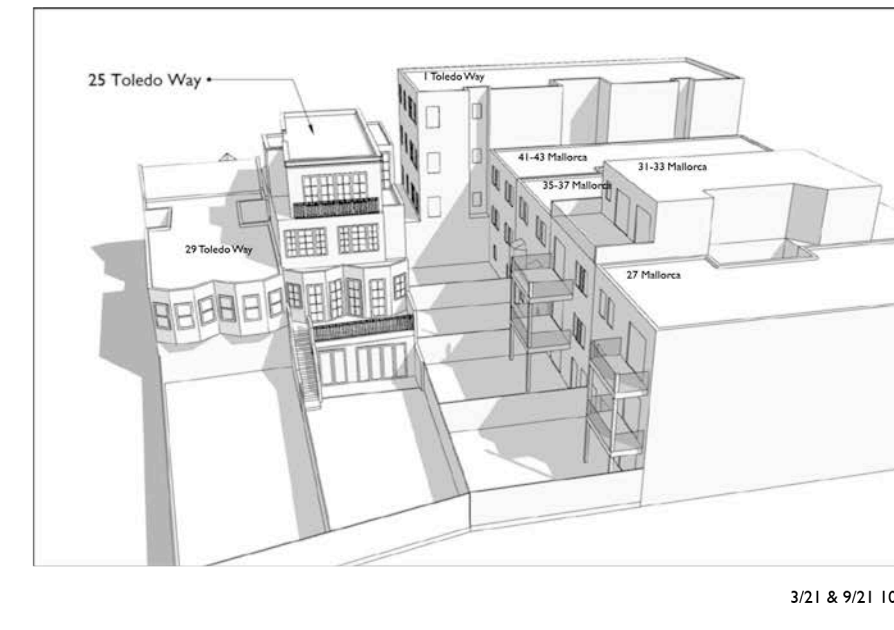 25 Toledo Way
1 Toledo Way
41-43 Mallorca
31-33 Mallorca
35-37 Mallorca
29 Toledo Way
27 Mallorca
3/21 & 9/21 10